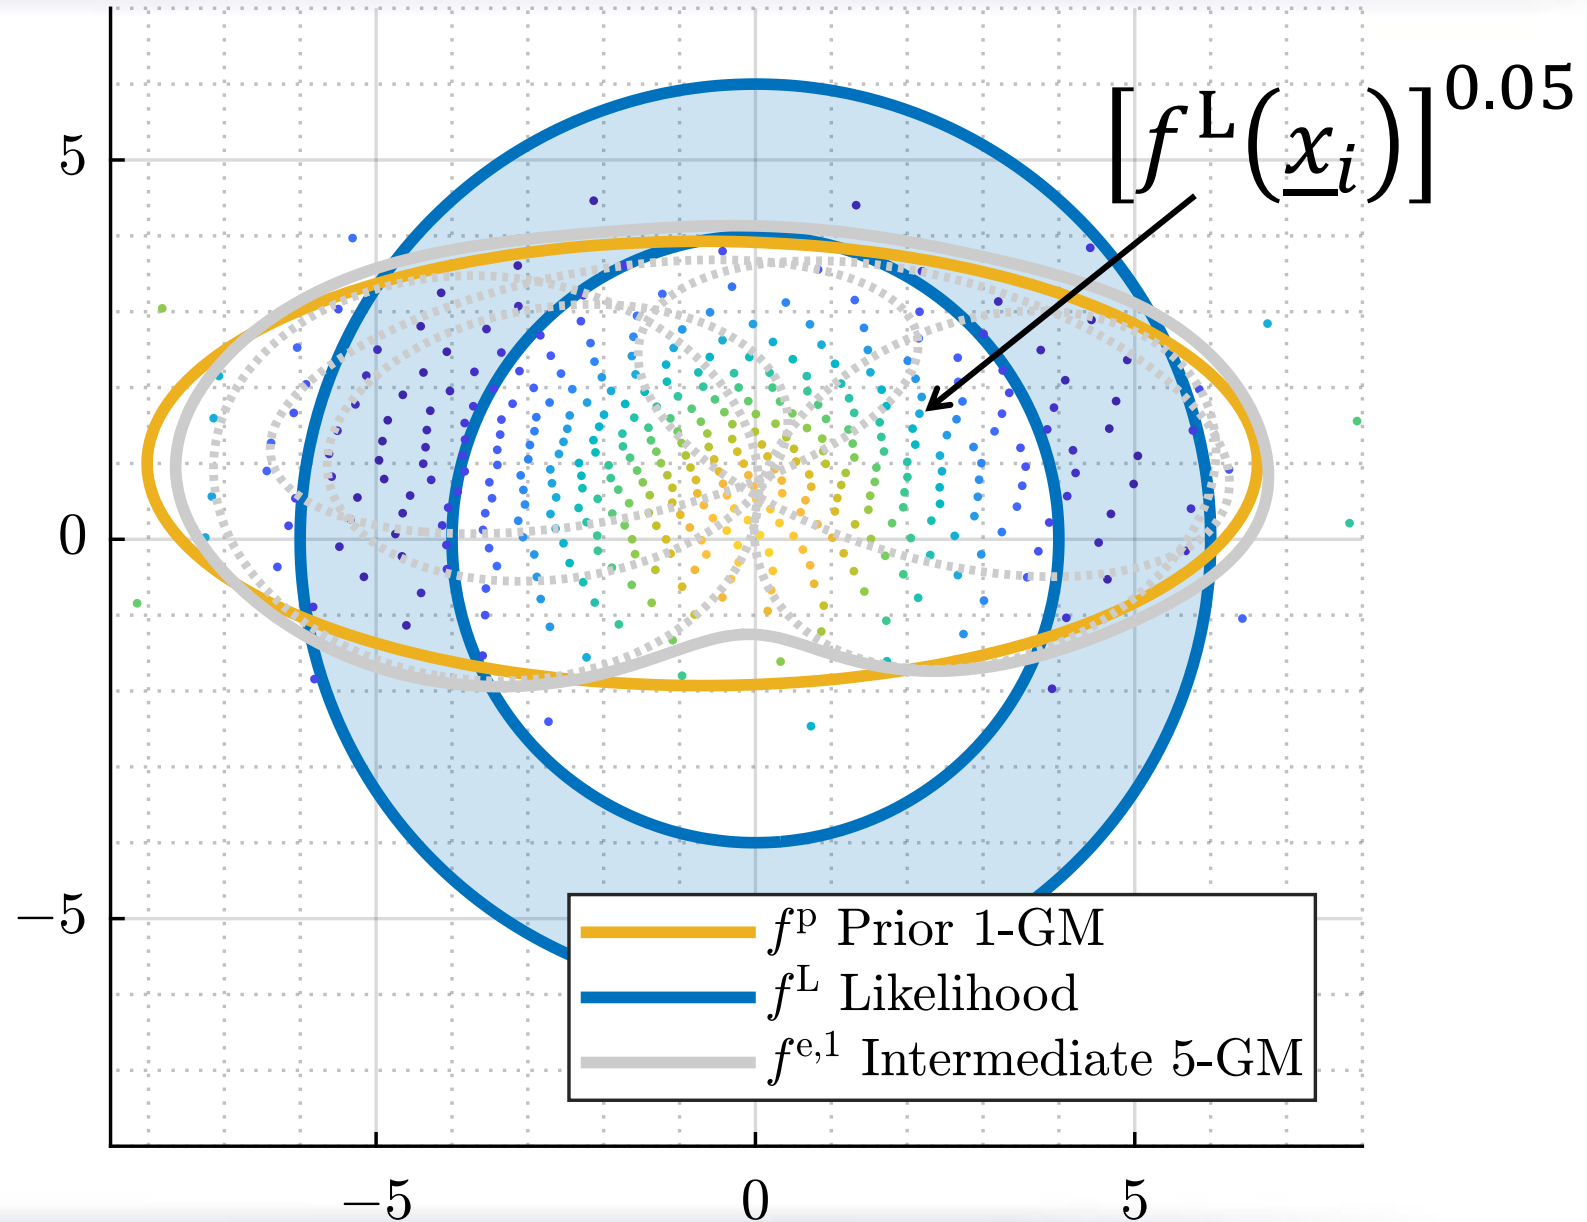 [f^L(x_i)]^0.05
5
0
−5
f^p Prior 1-GM
f^L Likelihood
f^e,1 Intermediate 5-GM
−5 0 5